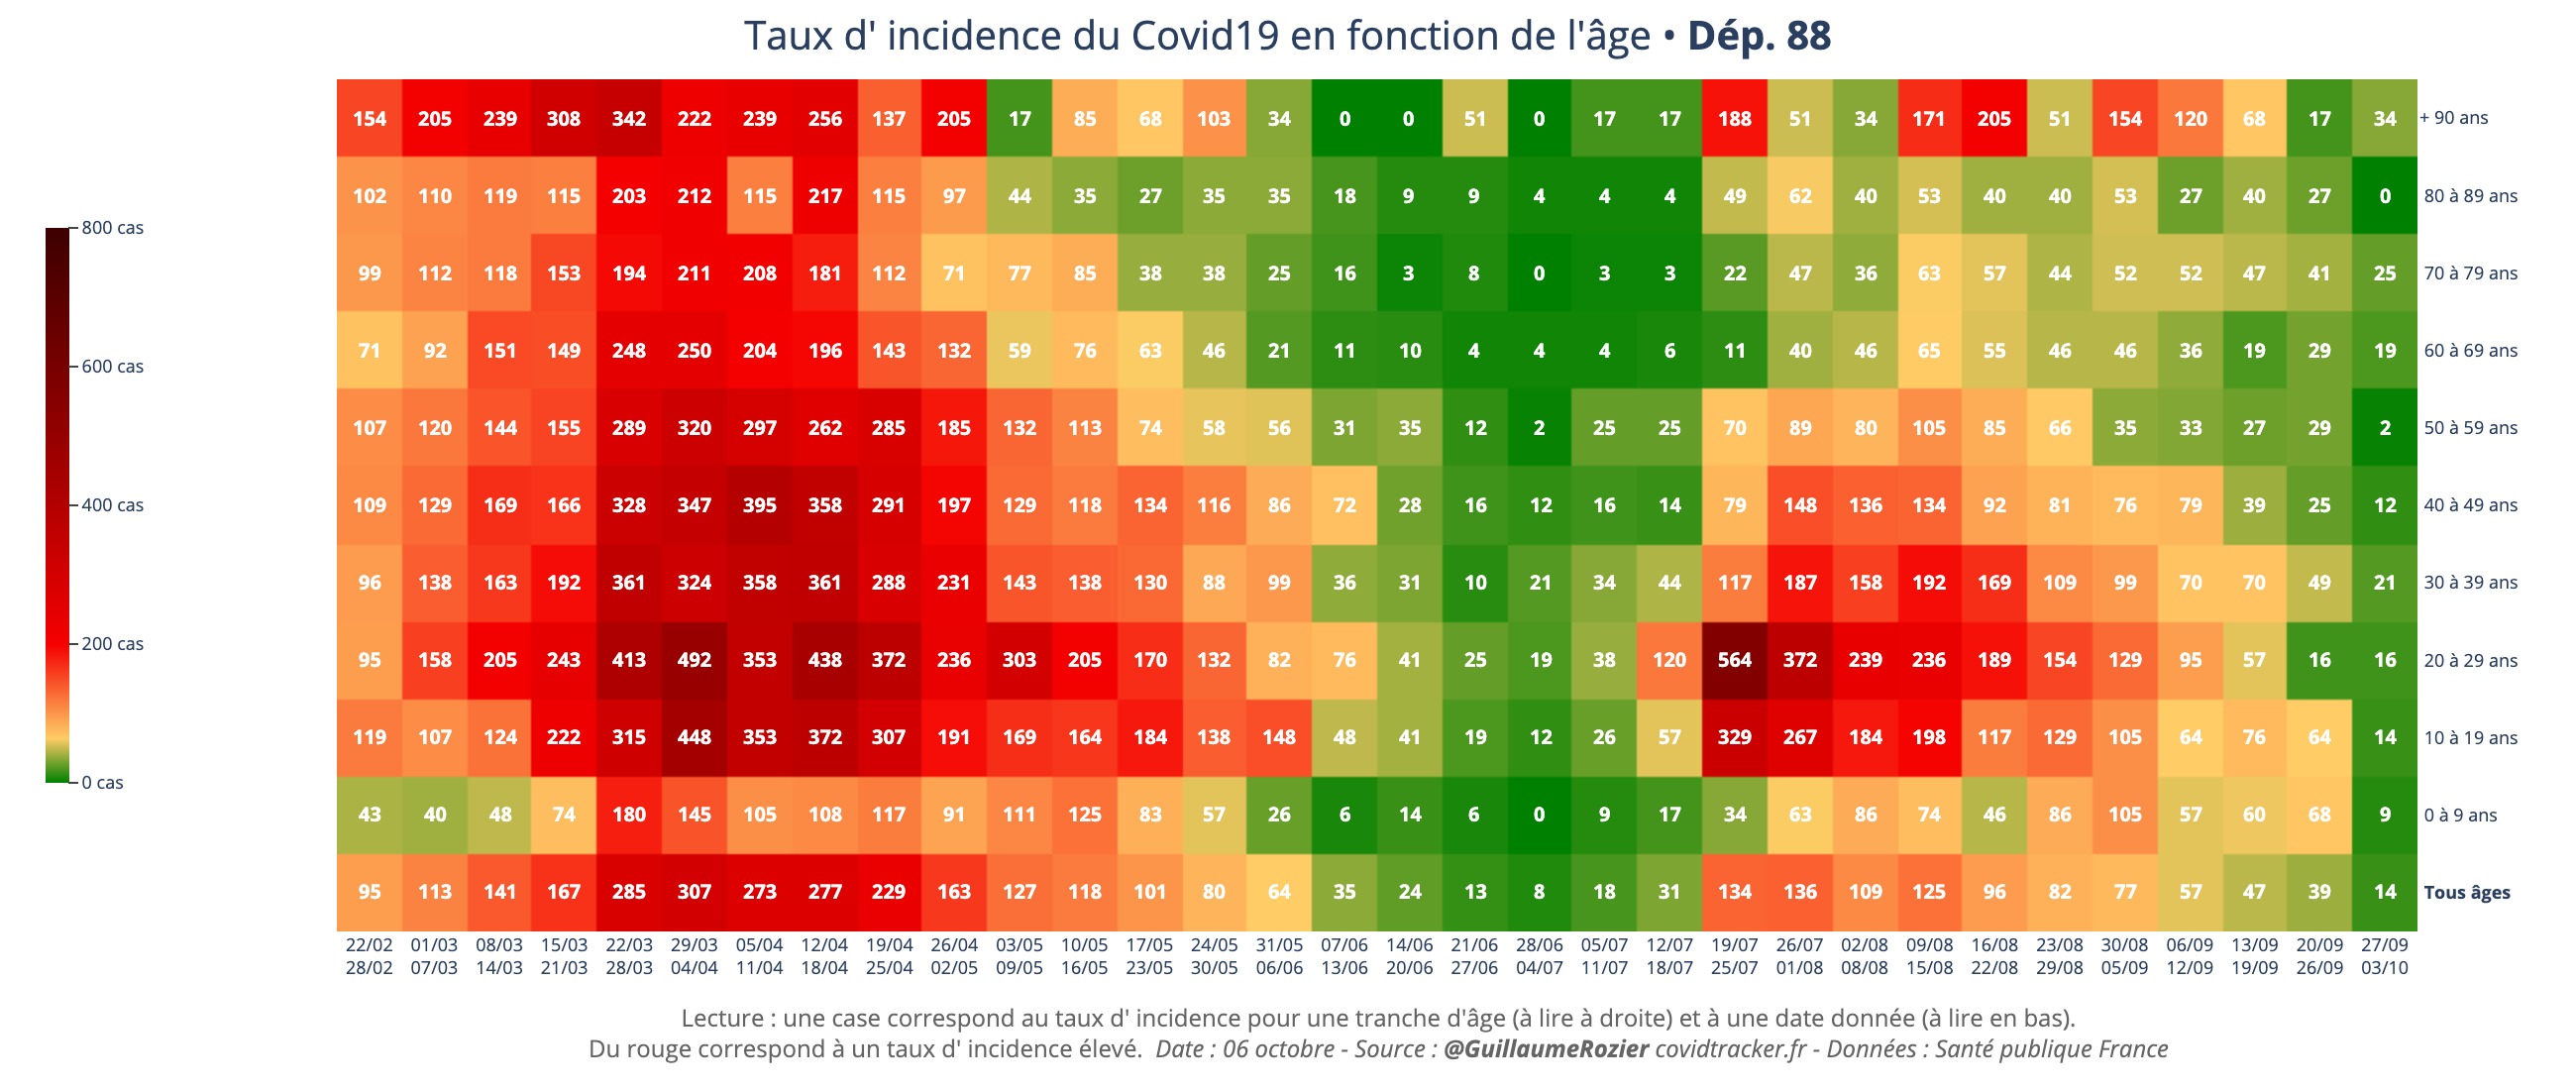 Taux d' incidence du Covid19 en fonction de l'âge • Dép. 88
800 cas
600 cas
400 cas
200 cas
0 cas
154 205 239 308 342 222 239 256 137 205 17 85 68 103 34 0 0 51 0 17 17 188 51 34 171 205 51 154 120 68 17 34 + 90 ans
102 110 119 115 203 212 115 217 115 97 44 35 27 35 35 18 9 9 4 4 4 49 62 40 53 40 40 53 27 40 27 0 80 à 89 ans
99 112 118 153 194 211 208 181 112 71 77 85 38 38 25 16 3 8 0 3 3 22 47 36 63 57 44 52 52 47 41 25 70 à 79 ans
71 92 151 149 248 250 204 196 143 132 59 76 63 46 21 11 10 4 4 4 6 11 40 46 65 55 46 46 36 19 29 19 60 à 69 ans
107 120 144 155 289 320 297 262 285 185 132 113 74 58 56 31 35 12 2 25 25 70 89 80 105 85 66 35 33 27 29 2 50 à 59 ans
109 129 169 166 328 347 395 358 291 197 129 118 134 116 86 72 28 16 12 16 14 79 148 136 134 92 81 76 79 39 25 12 40 à 49 ans
96 138 163 192 361 324 358 361 288 231 143 138 130 88 99 36 31 10 21 34 44 117 187 158 192 169 109 99 70 70 49 21 30 à 39 ans
95 158 205 243 413 492 353 438 372 236 303 205 170 132 82 76 41 25 19 38 120 564 372 239 236 189 154 129 95 57 16 16 20 à 29 ans
119 107 124 222 315 448 353 372 307 191 169 164 184 138 148 48 41 19 12 26 57 329 267 184 198 117 129 105 64 76 64 14 10 à 19 ans
43 40 48 74 180 145 105 108 117 91 111 125 83 57 26 6 14 6 0 9 17 34 63 86 74 46 86 105 57 60 68 9 0 à 9 ans
95 113 141 167 285 307 273 277 229 163 127 118 101 80 64 35 24 13 8 18 31 134 136 109 125 96 82 77 57 47 39 14 Tous âges
22/02 01/03 08/03 15/03 22/03 29/03 05/04 12/04 19/04 26/04 03/05 10/05 17/05 24/05 31/05 07/06 14/06 21/06 28/06 05/07 12/07 19/07 26/07 02/08 09/08 16/08 23/08 30/08 06/09 13/09 20/09 27/09
28/02 07/03 14/03 21/03 28/03 04/04 11/04 18/04 25/04 02/05 09/05 16/05 23/05 30/05 06/06 13/06 20/06 27/06 04/07 11/07 18/07 25/07 01/08 08/08 15/08 22/08 29/08 05/09 12/09 19/09 26/09 03/10
Lecture : une case correspond au taux d' incidence pour une tranche d'âge (à lire à droite) et à une date donnée (à lire en bas).
Du rouge correspond à un taux d' incidence élevé. Date : 06 octobre - Source : @GuillaumeRozier covidtracker.fr - Données : Santé publique France